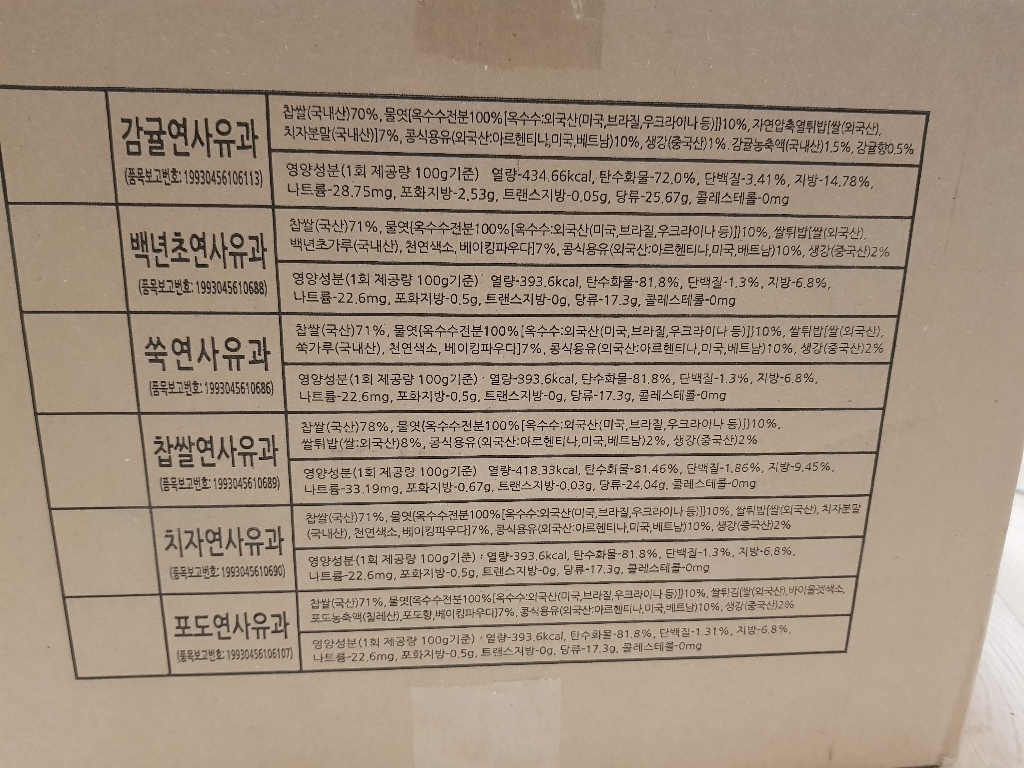 감귤연사유과
(품목보고번호: 19930456106113)
찹쌀(국내산)70%, 물엿[옥수수전분100%[옥수수:외국산(미국,브라질,우크라이나 등)]}10%, 자연압축열튀밥[쌀(외국산),
치자분말(국내산)]7%, 콩식용유(외국산:아르헨티나,미국,베트남)10%, 생강(중국산)1%. 감귤농축액(국내산)1.5%, 감귤향0.5%
영양성분(1회 제공량 100g기준) 열량-434.66kcal, 탄수화물-72.0%, 단백질-3.41%, 지방-14.78%,
나트륨-28.75mg, 포화지방-2.53g, 트랜스지방-0.05g, 당류-25.67g, 콜레스테롤-0mg
백년초연사유과
(품목보고번호: 1993045610688)
찹쌀(국산)71%, 물엿{옥수수전분100%[옥수수:외국산(미국, 브라질,우크라이나 등)]}10%, 쌀튀밥[쌀(외국산),
백년초가루(국내산), 천연색소, 베이킹파우다]7%, 콩식용유(외국산:아르헨티나,미국,베트남)10%, 생강(중국산)2%
영양성분(1회 제공량 100g기준) 열량-393.6kcal, 탄수화물-81.8%, 단백질-1.3%, 지방-6.8%,
나트륨-22.6mg, 포화지방-0.5g, 트랜스지방-0g, 당류-17.3g, 콜레스테롤-0mg
쑥연사유과
(품목보고번호: 1993045610686)
찹쌀(국산)71%, 물엿{옥수수전분100%[옥수수:외국산(미국,브라질,우크라이나 등)]}10%, 쌀튀밥[쌀(외국산),
쑥가루(국내산), 천연색소, 베이킹파우다]7%, 콩식용유(외국산:아르헨티나,미국,베트남)10%, 생강(중국산)2%
영양성분(1회 제공량 100g기준) 열량-393.6kcal, 탄수화물-81.8%, 단백질-1.3%, 지방-6.8%,
나트륨-22.6mg, 포화지방-0.5g, 트랜스지방-0g, 당류-17.3g, 콜레스테롤-0mg
찹쌀연사유과
(품목보고번호: 1993045610689)
찹쌀(국산)78%, 물엿{옥수수전분100%[옥수수:외국산(미국,브라질,우크라이나 등)]}10%,
쌀튀밥(쌀:외국산)8%, 콩식용유(외국산:아르헨티나,미국,베트남)2%, 생강(중국산)2%
영양성분(1회 제공량 100g기준) 열량-418.33kcal, 탄수화물-81.46%, 단백질-1.86%, 지방-9.45%,
나트륨-33.19mg, 포화지방-0.67g, 트랜스지방-0.03g, 당류-24.04g, 콜레스테롤-0mg
치자연사유과
(품목보고번호: 1993045610690)
찹쌀(국산)71%, 물엿{옥수수전분100%[옥수수:외국산(미국,브라질,우크라이나 등)]}10%, 쌀튀밥[쌀(외국산), 치자분말
(국내산), 천연색소, 베이킹파우다]7%, 콩식용유(외국산:아르헨티나,미국,베트남)10%, 생강(중국산)2%
영양성분(1회 제공량 100g기준) 열량-393.6kcal, 탄수화물-81.8%, 단백질-1.3%, 지방-6.8%,
나트륨-22.6mg, 포화지방-0.5g, 트랜스지방-0g, 당류-17.3g, 콜레스테롤-0mg
포도연사유과
(품목보고번호: 19930456106107)
찹쌀(국산)71%, 물엿{옥수수전분100%[옥수수:외국산(미국,브라질,우크라이나 등)]}10%, 쌀튀김[쌀(외국산),바이올렛색소,
포도농축액(칠레산),포도향,베이킹파우다]7%, 콩식용유(외국산:아르헨티나,미국,베트남)10%, 생강(중국산)2%
영양성분(1회 제공량 100g기준) 열량-393.6kcal, 탄수화물-81.8%, 단백질-1.31%, 지방-6.8%,
나트륨-22.6mg, 포화지방-0.5g, 트랜스지방-0g, 당류-17.3g, 콜레스테롤-0mg